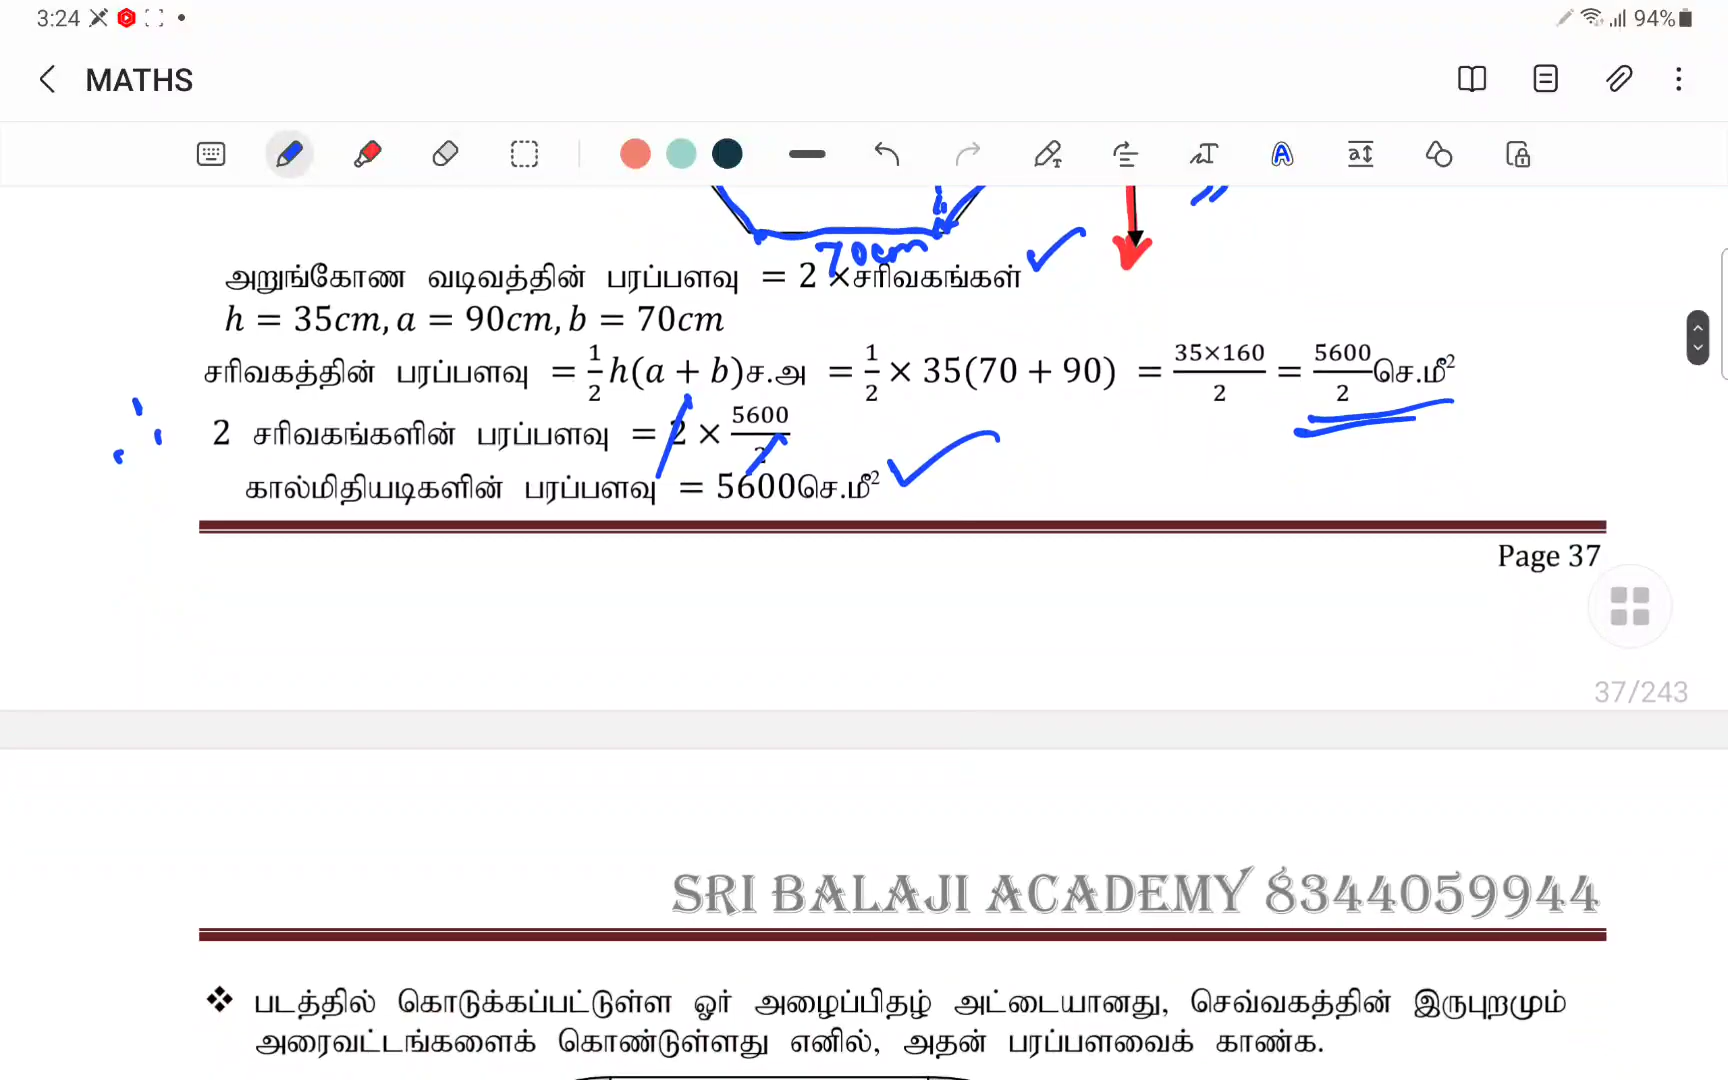 3:24
94%
MATHS
70cm
அறுங்கோண வடிவத்தின் பரப்பளவு = 2 ×சரிவகங்கள்
h = 35cm, a = 90cm, b = 70cm
சரிவகத்தின் பரப்பளவு = 1/2 h(a + b)ச.அ = 1/2 × 35(70 + 90) = 35×160/2 = 5600/2 செ.மீ²
2 சரிவகங்களின் பரப்பளவு = 2 × 5600/2
கால்மிதியடிகளின் பரப்பளவு = 5600செ.மீ²
Page 37
37/243
SRI BALAJI ACADEMY 8344059944
❖ படத்தில் கொடுக்கப்பட்டுள்ள ஓர் அழைப்பிதழ் அட்டையானது, செவ்வகத்தின் இருபுறமும்
அரைவட்டங்களைக் கொண்டுள்ளது எனில், அதன் பரப்பளவைக் காண்க.